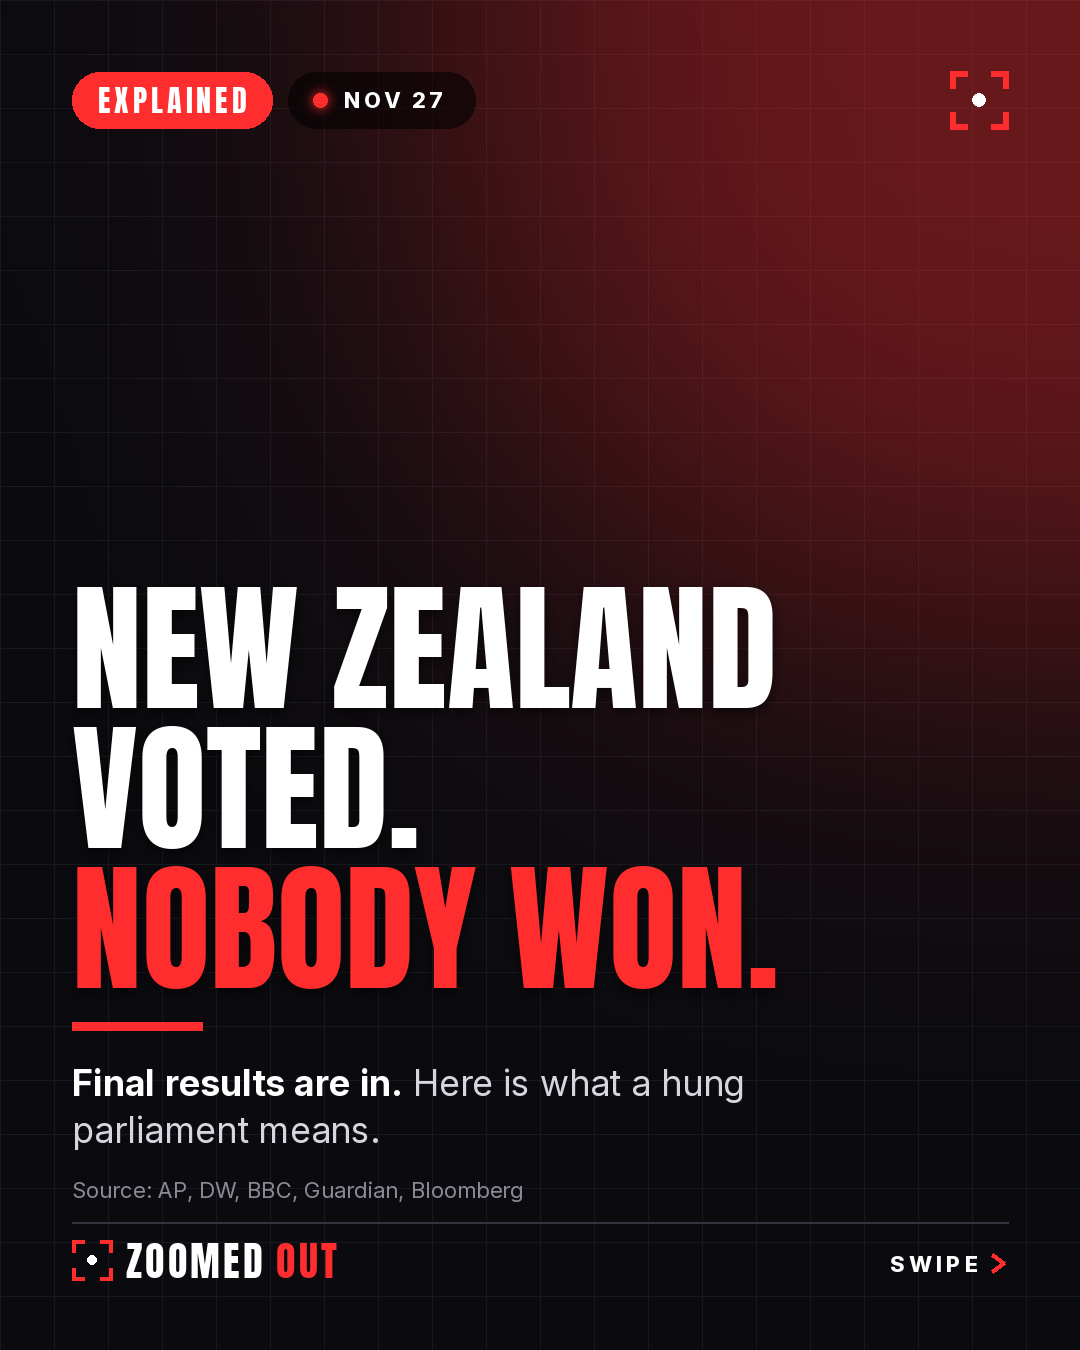 EXPLAINED
NOV 27
NEW ZEALAND
VOTED.
NOBODY WON.
Final results are in. Here is what a hung
parliament means.
Source: AP, DW, BBC, Guardian, Bloomberg
ZOOMED OUT
SWIPE